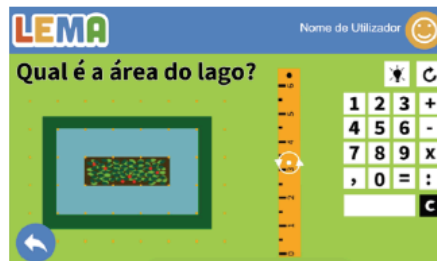 LEMA
Nome de Utilizador
Qual é a área do lago?
1 2 3 +
4 5 6 -
7 8 9 x
, 0 = :
C